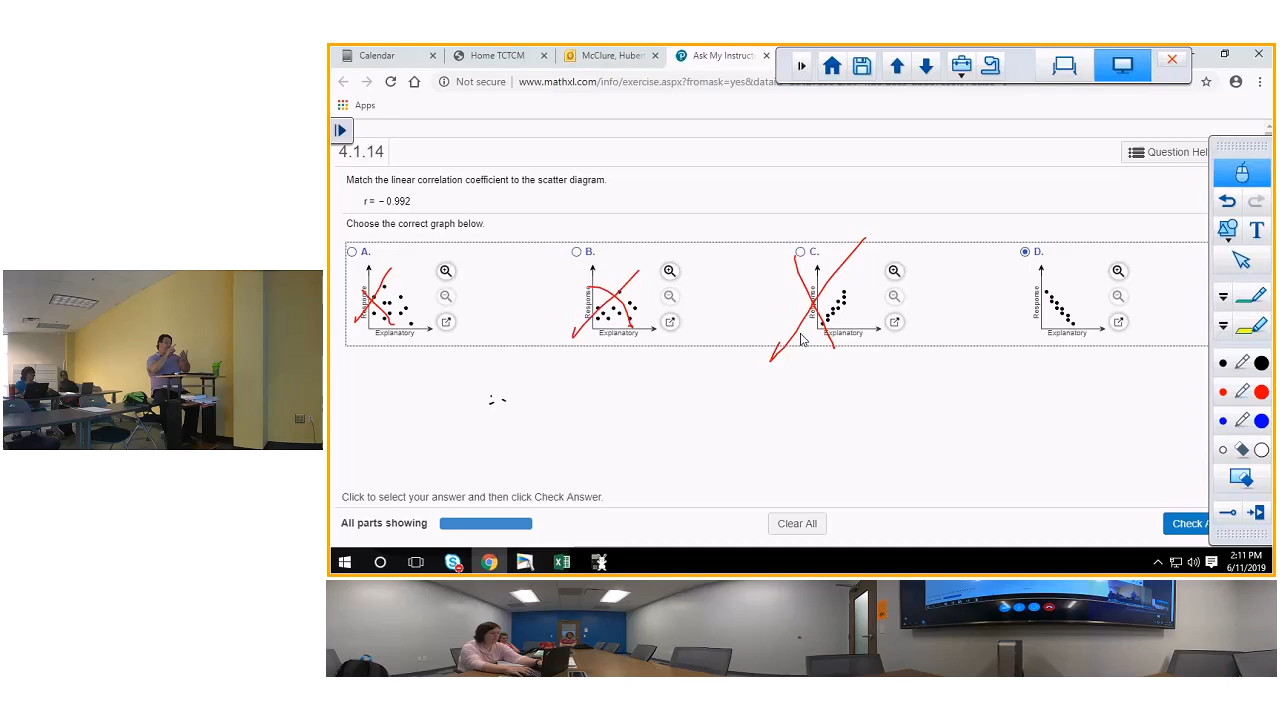 Calendar
Home TCTCM
McClure, Hube
Ask My Instruct
Not secure
www.mathxl.com/info/exercise.aspx?fromask=yes&data
Apps
4.1.14
Question Hel
Match the linear correlation coefficient to the scatter diagram.
r = − 0.992
Choose the correct graph below.
A.
B.
C.
D.
Response
Response
Response
Response
Explanatory
Explanatory
Explanatory
Explanatory
T
Click to select your answer and then click Check Answer.
All parts showing
Clear All
Check A
2:11 PM
6/11/2019